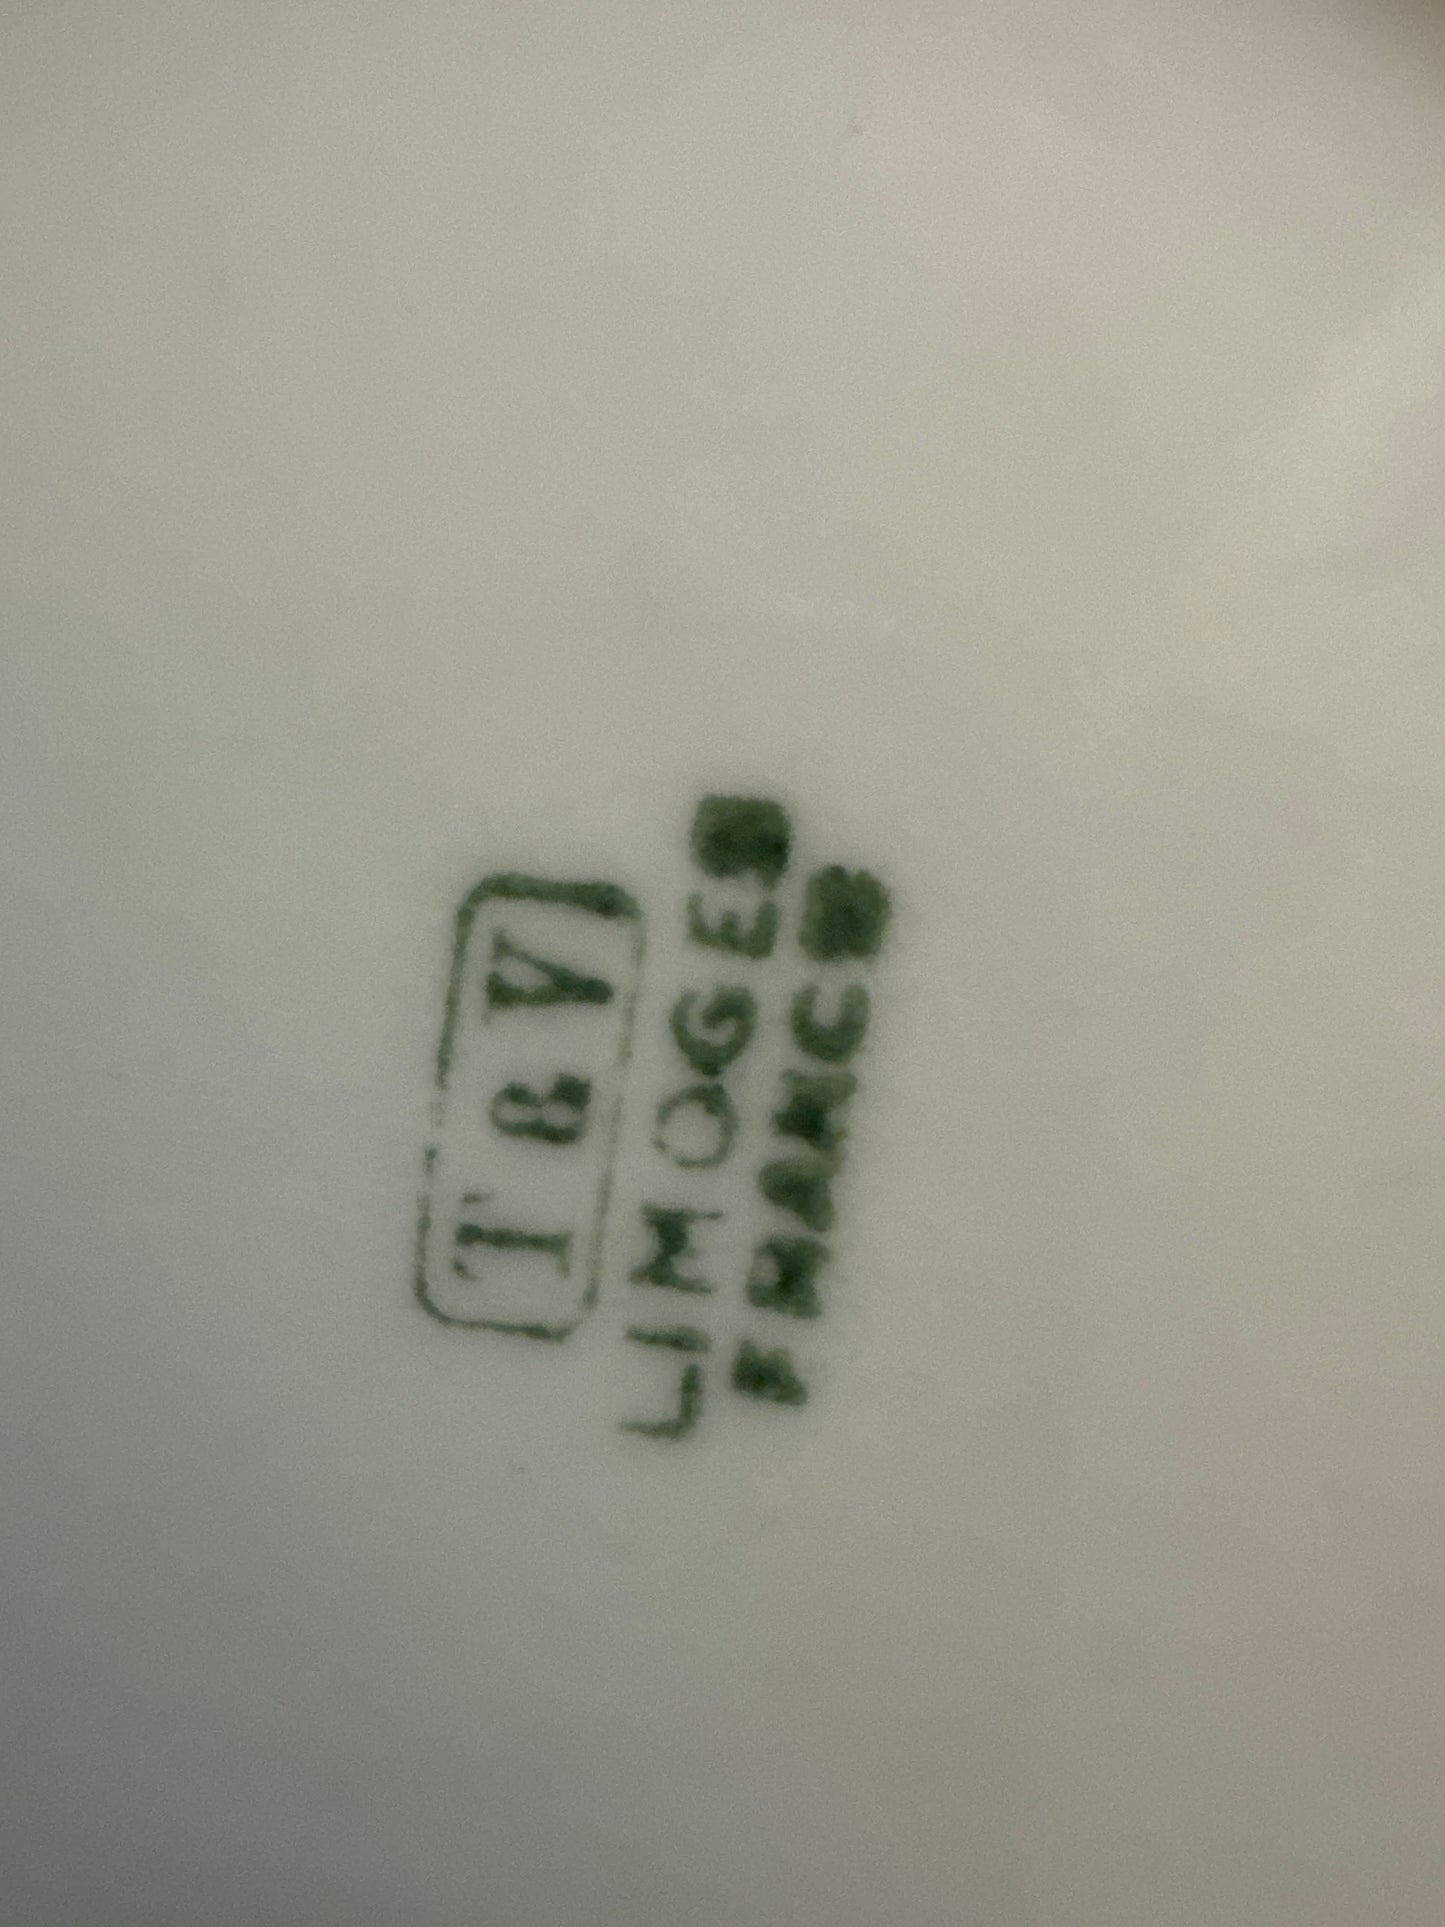 T & V
LIMOGES
FRANCE